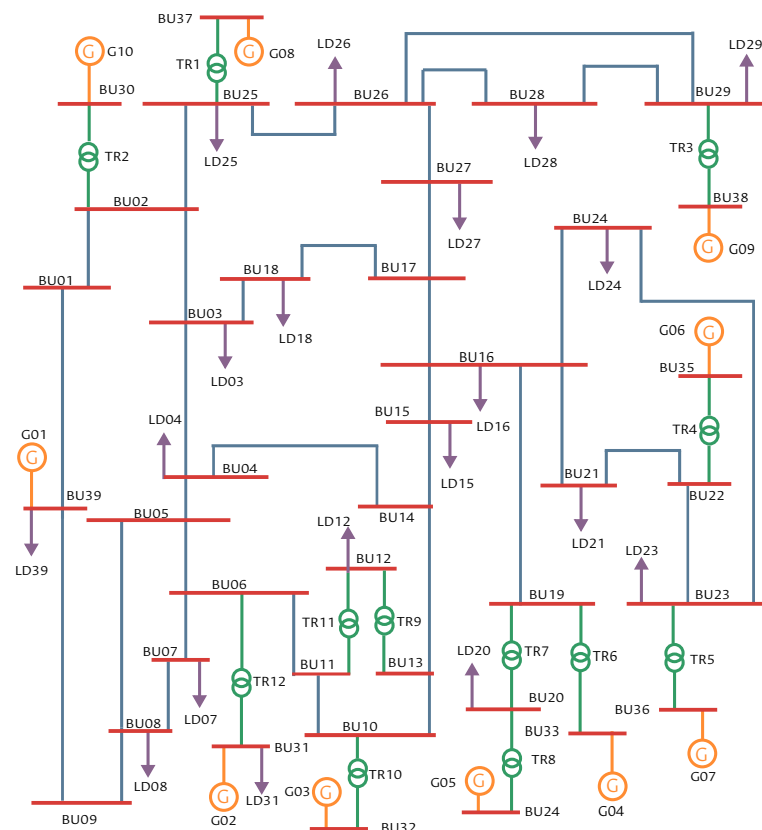 BU37
G08
LD26
LD29
G10
G
G
TR1
BU30
BU25
BU26
BU28
BU29
TR2
LD25
LD28
TR3
BU27
BU02
BU38
LD27
BU24
G
G09
BU01
BU18
BU17
LD24
BU03
LD18
G06
G
BU16
BU35
LD03
LD04
BU15
LD16
TR4
G01
G
BU04
LD15
BU21
BU22
BU39
BU05
BU14
LD12
LD21
LD23
LD39
BU12
BU06
BU19
BU23
TR11
TR9
BU07
BU11
BU13
LD20
TR7
TR6
TR5
TR12
LD07
BU20
BU08
BU10
BU33
BU36
BU31
TR8
G
LD08
G03
TR10
G05
G
G07
G
LD31
G
G
BU09
G02
BU32
BU24
G04